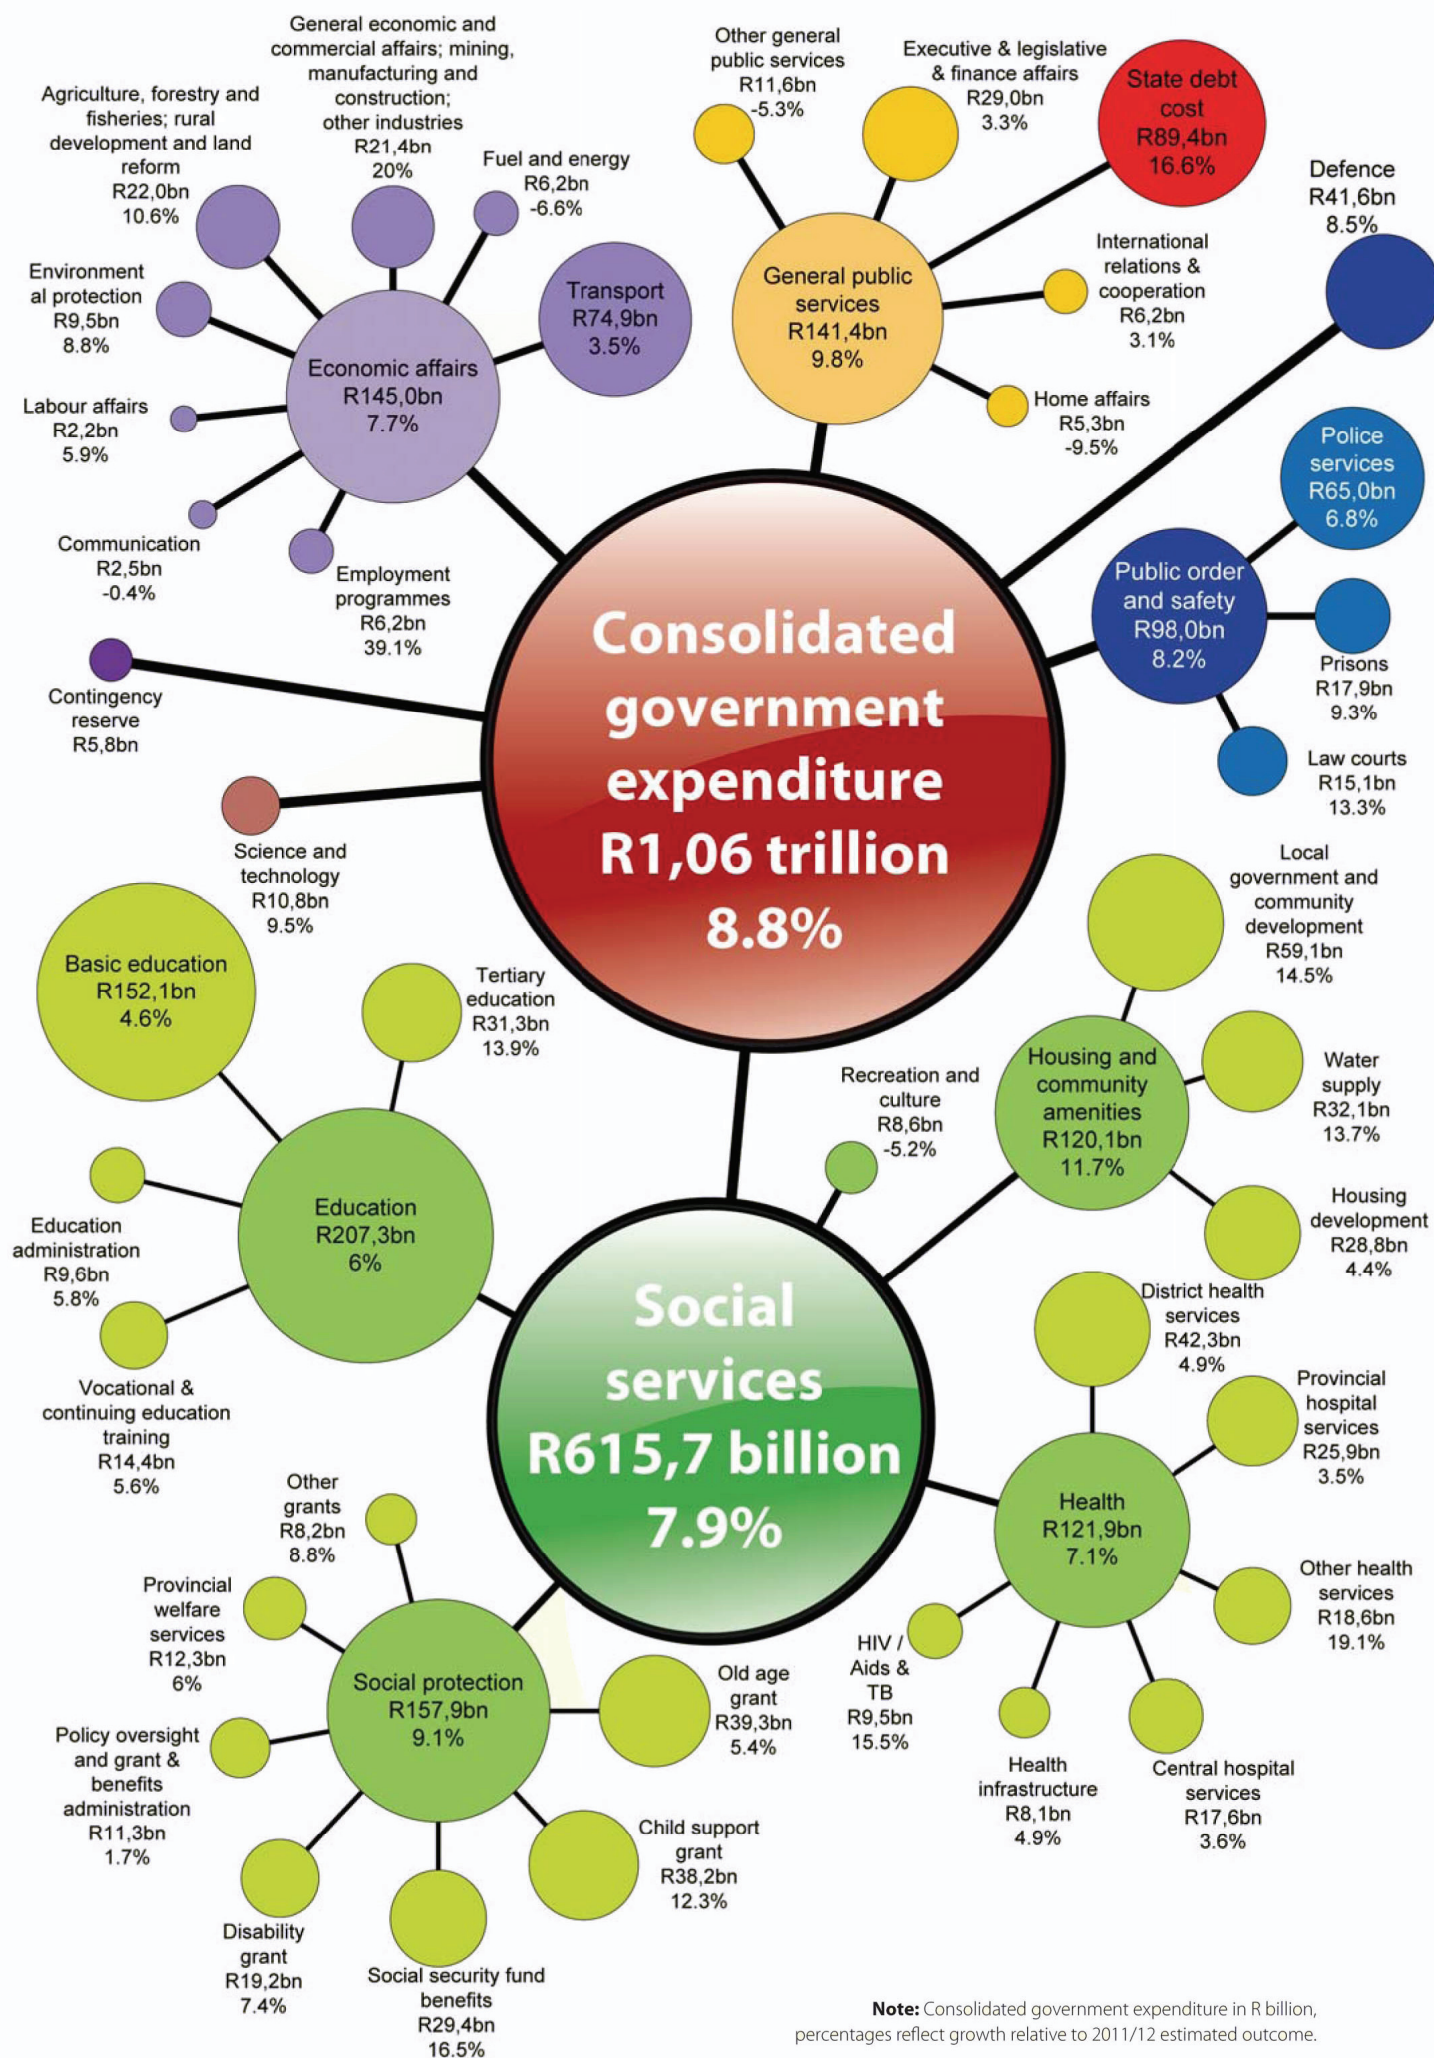 General economic and
commercial affairs; mining,
manufacturing and
construction;
other industries
R21,4bn
20%
Agriculture, forestry and
fisheries; rural
development and land
reform
R22,0bn
10.6%
Fuel and energy
R6,2bn
-6.6%
Environment
al protection
R9,5bn
8.8%
Transport
R74,9bn
3.5%
Economic affairs
R145,0bn
7.7%
Labour affairs
R2,2bn
5.9%
Communication
R2,5bn
-0.4%
Employment
programmes
R6,2bn
39.1%
Other general
public services
R11,6bn
-5.3%
Executive & legislative
& finance affairs
R29,0bn
3.3%
State debt
cost
R89,4bn
16.6%
General public
services
R141,4bn
9.8%
International
relations &
cooperation
R6,2bn
3.1%
Home affairs
R5,3bn
-9.5%
Defence
R41,6bn
8.5%
Police
services
R65,0bn
6.8%
Public order
and safety
R98,0bn
8.2%
Prisons
R17,9bn
9.3%
Law courts
R15,1bn
13.3%
Contingency
reserve
R5,8bn
Science and
technology
R10,8bn
9.5%
Consolidated
government
expenditure
R1,06 trillion
8.8%
Basic education
R152,1bn
4.6%
Tertiary
education
R31,3bn
13.9%
Education
R207,3bn
6%
Education
administration
R9,6bn
5.8%
Vocational &
continuing education
training
R14,4bn
5.6%
Recreation and
culture
R8,6bn
-5.2%
Local
government and
community
development
R59,1bn
14.5%
Housing and
community
amenities
R120,1bn
11.7%
Water
supply
R32,1bn
13.7%
Housing
development
R28,8bn
4.4%
Social
services
R615,7 billion
7.9%
District health
services
R42,3bn
4.9%
Provincial
hospital
services
R25,9bn
3.5%
Health
R121,9bn
7.1%
Other health
services
R18,6bn
19.1%
HIV /
Aids &
TB
R9,5bn
15.5%
Health
infrastructure
R8,1bn
4.9%
Central hospital
services
R17,6bn
3.6%
Other
grants
R8,2bn
8.8%
Provincial
welfare
services
R12,3bn
6%
Social protection
R157,9bn
9.1%
Old age
grant
R39,3bn
5.4%
Policy oversight
and grant &
benefits
administration
R11,3bn
1.7%
Child support
grant
R38,2bn
12.3%
Disability
grant
R19,2bn
7.4%
Social security fund
benefits
R29,4bn
16.5%
Note: Consolidated government expenditure in R billion,
percentages reflect growth relative to 2011/12 estimated outcome.